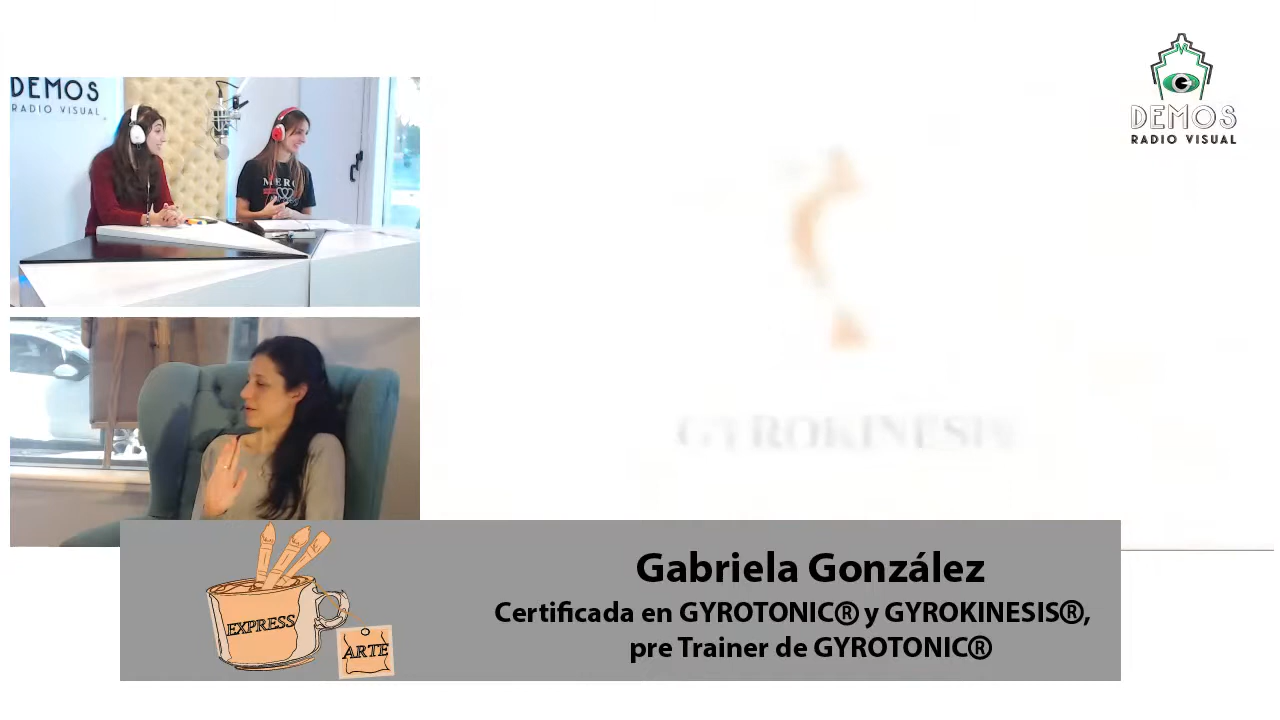 DEMOS
RADIO VISUAL
DEMOS
RADIO VISUAL
MERCI
GYROKINESIS
EXPRESS
ARTE
Gabriela González
Certificada en GYROTONIC® y GYROKINESIS®,
pre Trainer de GYROTONIC®